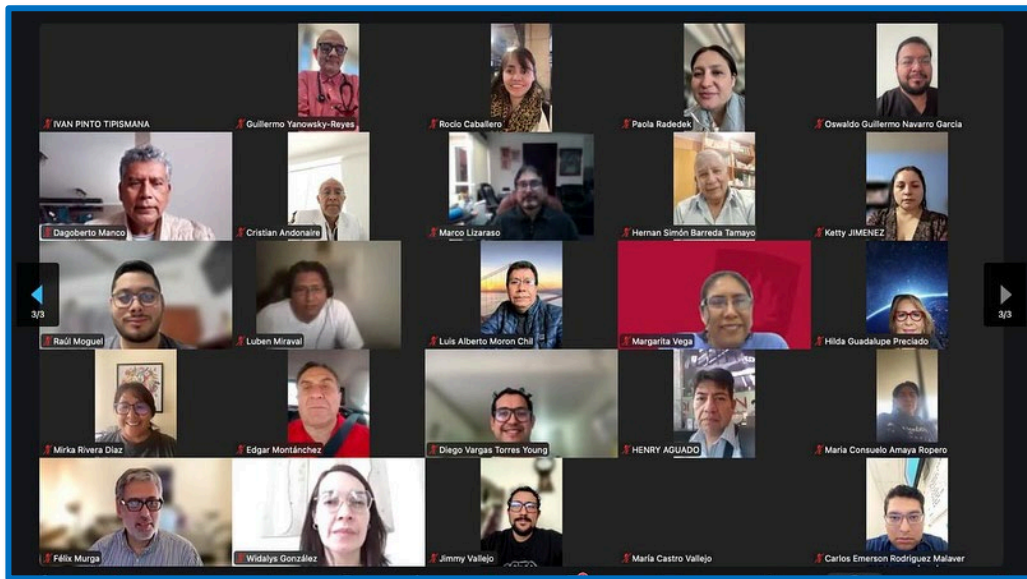 IVAN PINTO TIPISMANA
Guillermo Yanowsky-Reyes
Rocio Caballero
Paola Radedek
Oswaldo Guillermo Navarro Garcia
Dagoberto Manco
Cristian Andonaire
Marco Lizaraso
Hernan Simón Barreda Tamayo
Ketty JIMENEZ
3/3
Raúl Moguel
Luben Miraval
Luis Alberto Moron Chil
Margarita Vega
Hilda Guadalupe Preciado
3/3
Mirka Rivera Diaz
Edgar Montánchez
Diego Vargas Torres Young
HENRY AGUADO
Maria Consuelo Amaya Ropero
Félix Murga
Widalys González
Jimmy Vallejo
María Castro Vallejo
Carlos Emerson Rodriguez Malaver